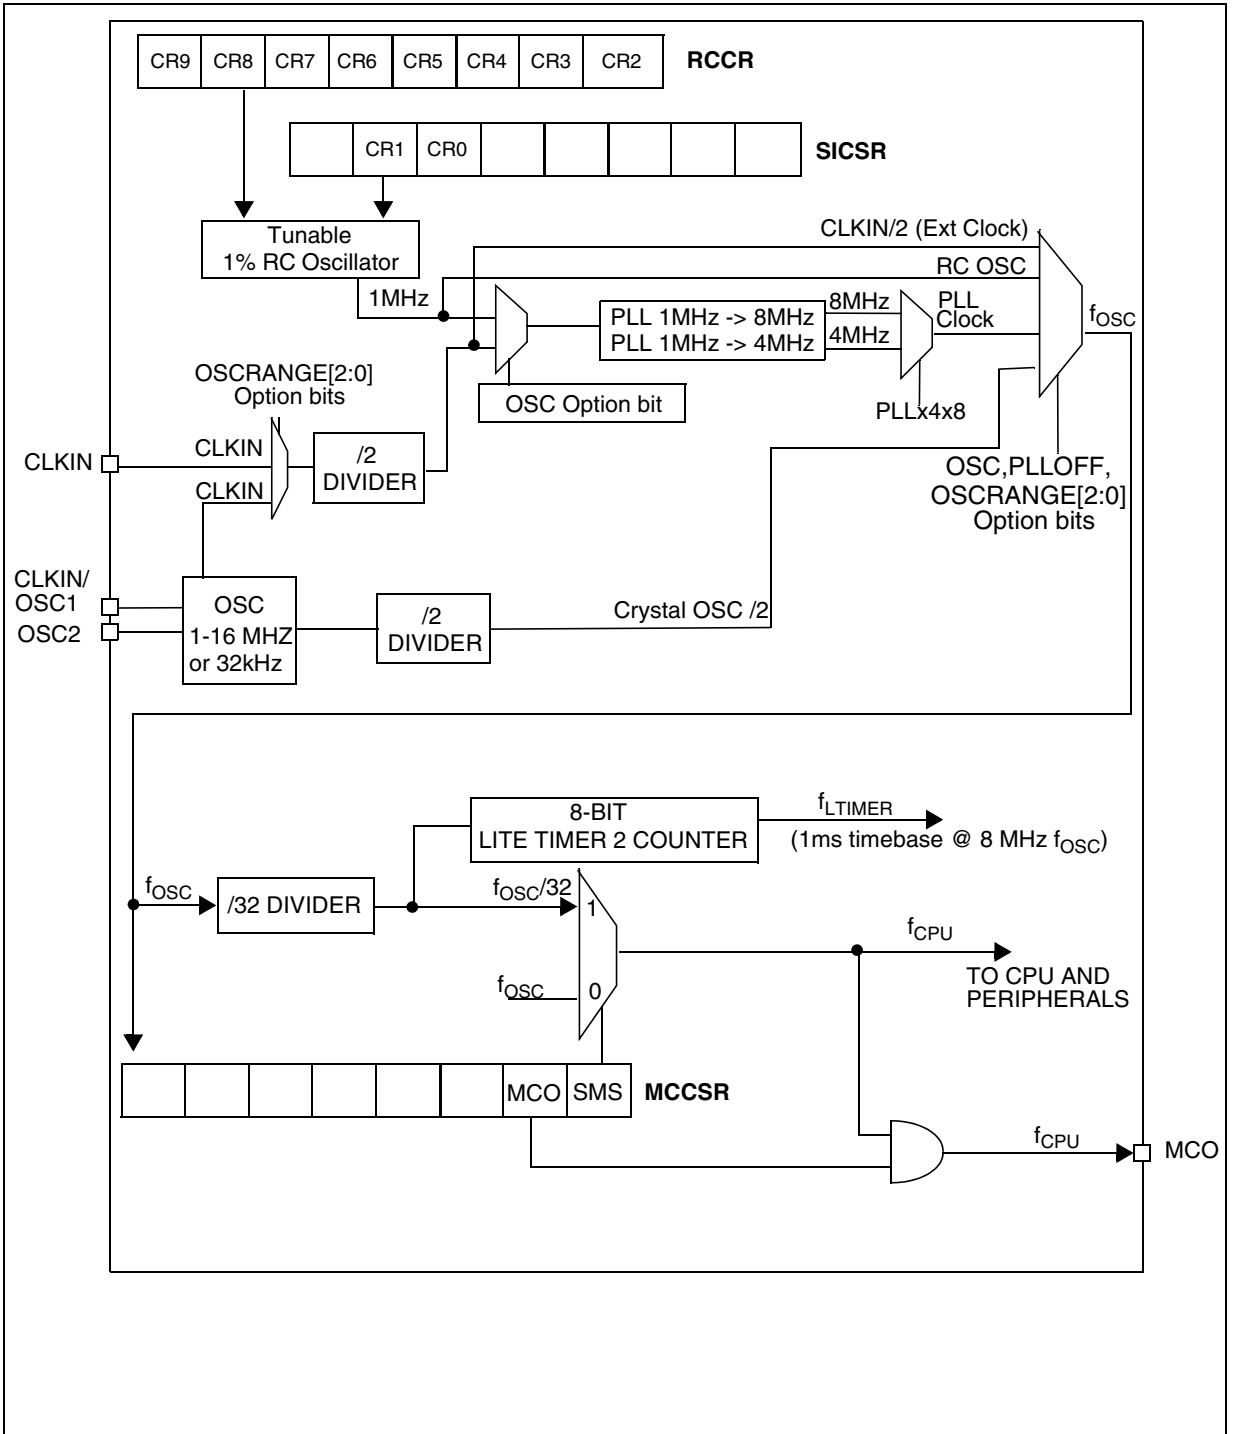 CR9 CR8 CR7 CR6 CR5 CR4 CR3 CR2 RCCR
CR1 CR0 SICSR
Tunable
1% RC Oscillator
1MHz
CLKIN/2 (Ext Clock)
RC OSC
PLL 1MHz -> 8MHz
PLL 1MHz -> 4MHz
8MHz
4MHz
PLL
Clock
fOSC
OSC Option bit
PLLx4x8
OSCRANGE[2:0]
Option bits
CLKIN
CLKIN
CLKIN
/2
DIVIDER
OSC,PLLOFF,
OSCRANGE[2:0]
Option bits
CLKIN/
OSC1
OSC2
OSC
1-16 MHZ
or 32kHz
/2
DIVIDER
Crystal OSC /2
8-BIT
LITE TIMER 2 COUNTER
fLTIMER
(1ms timebase @ 8 MHz fOSC)
fOSC
/32 DIVIDER
fOSC/32
1
fOSC
0
fCPU
TO CPU AND
PERIPHERALS
MCO SMS MCCSR
fCPU
MCO